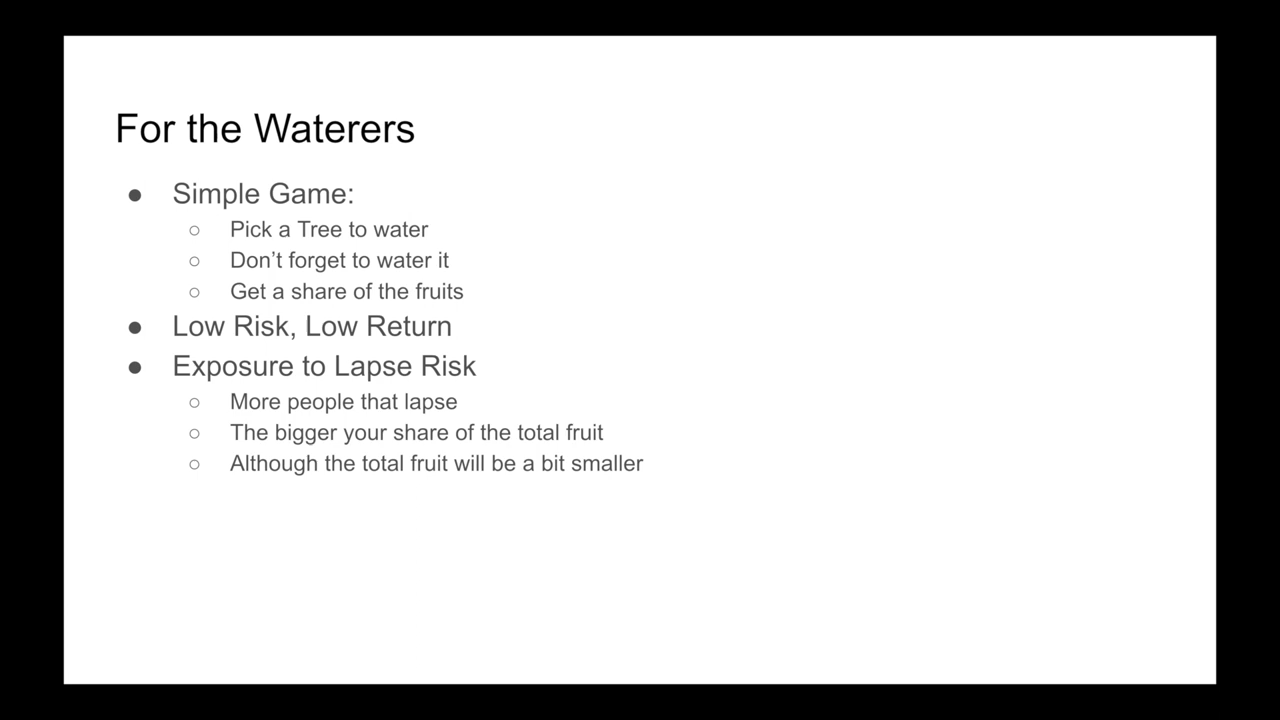 For the Waterers
● Simple Game:
○ Pick a Tree to water
○ Don’t forget to water it
○ Get a share of the fruits
● Low Risk, Low Return
● Exposure to Lapse Risk
○ More people that lapse
○ The bigger your share of the total fruit
○ Although the total fruit will be a bit smaller